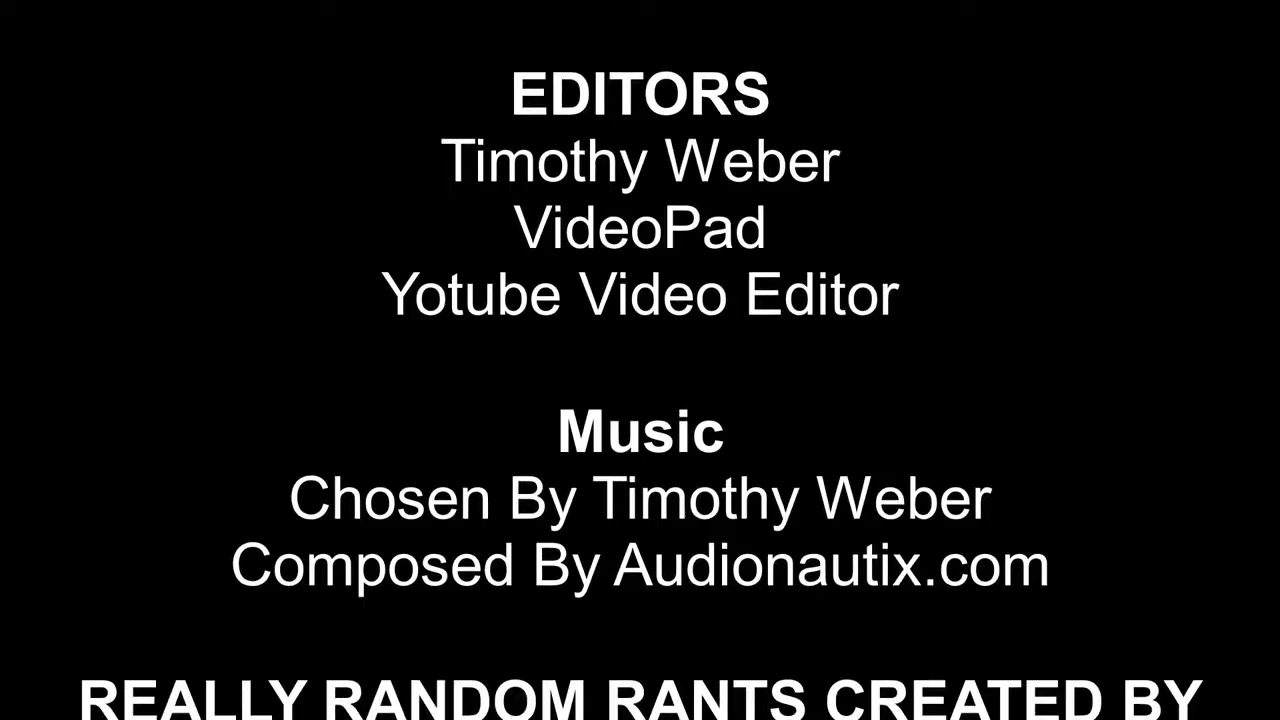 EDITORS
Timothy Weber
VideoPad
Yotube Video Editor
Music
Chosen By Timothy Weber
Composed By Audionautix.com
REALLY RANDOM RANTS CREATED BY